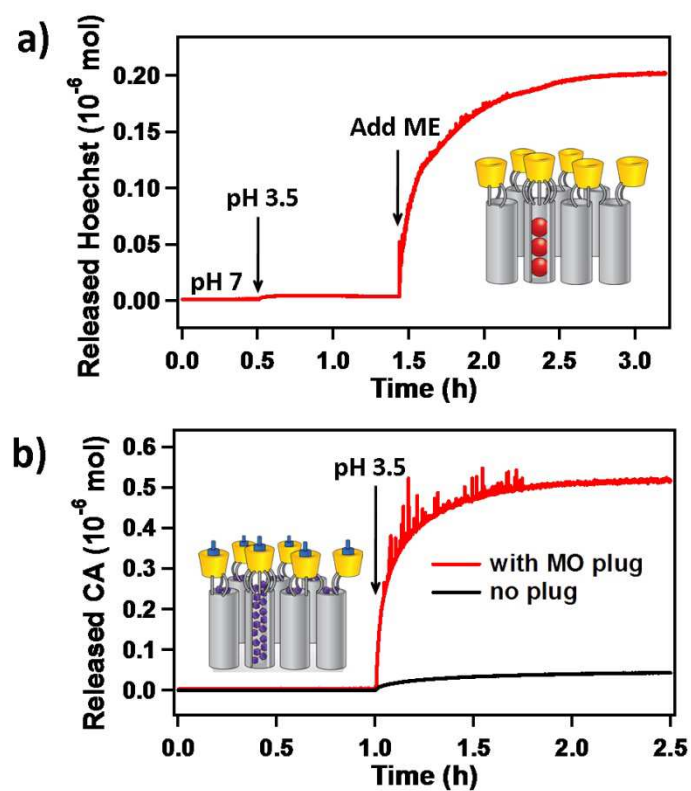 a)
Released Hoechst (10⁻⁶ mol)
0.20
0.15
0.10
0.05
0.00
Add ME
pH 3.5
pH 7
0.0 0.5 1.0 1.5 2.0 2.5 3.0
Time (h)
b)
Released CA (10⁻⁶ mol)
0.6
0.5
0.4
0.3
0.2
0.1
0.0
pH 3.5
with MO plug
no plug
0.0 0.5 1.0 1.5 2.0 2.5
Time (h)